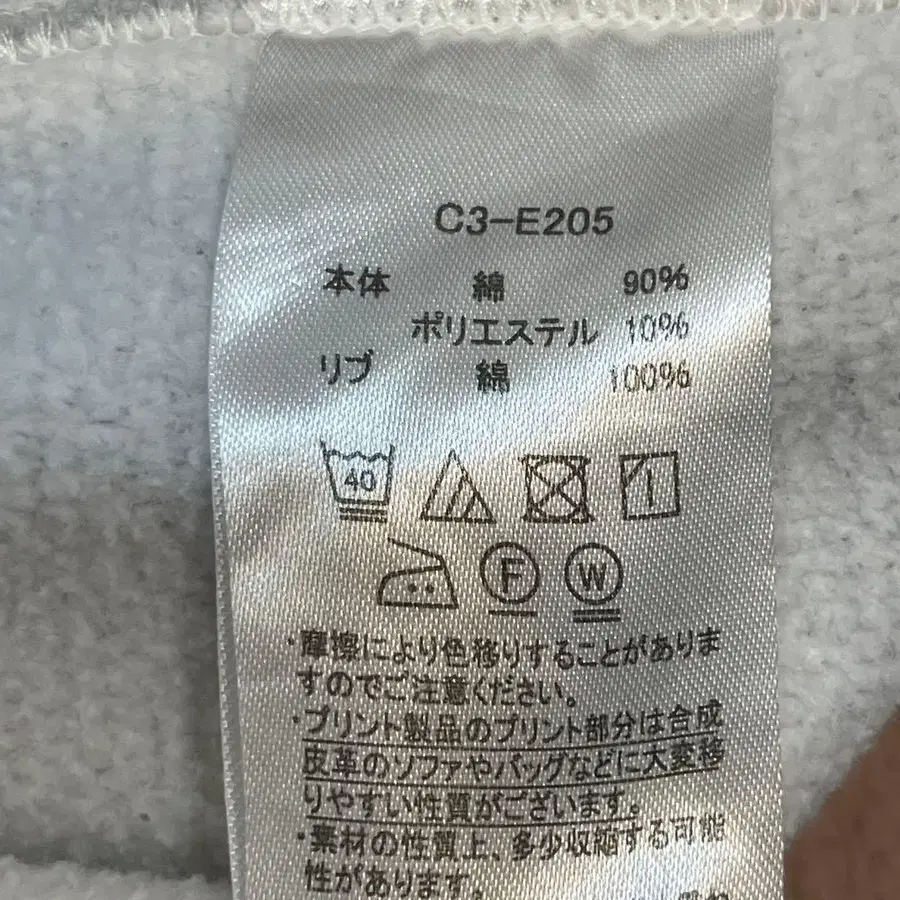 C3-E205
本体 綿 90%
ポリエステル 10%
リブ 綿 100%
40
F W
・摩擦により色移りすることがありま
すのでご注意ください。
・プリント製品のプリント部分は合成
皮革のソファやバッグなどに大変移
りやすい性質がございます。
・素材の性質上、多少収縮する可能
性があります。